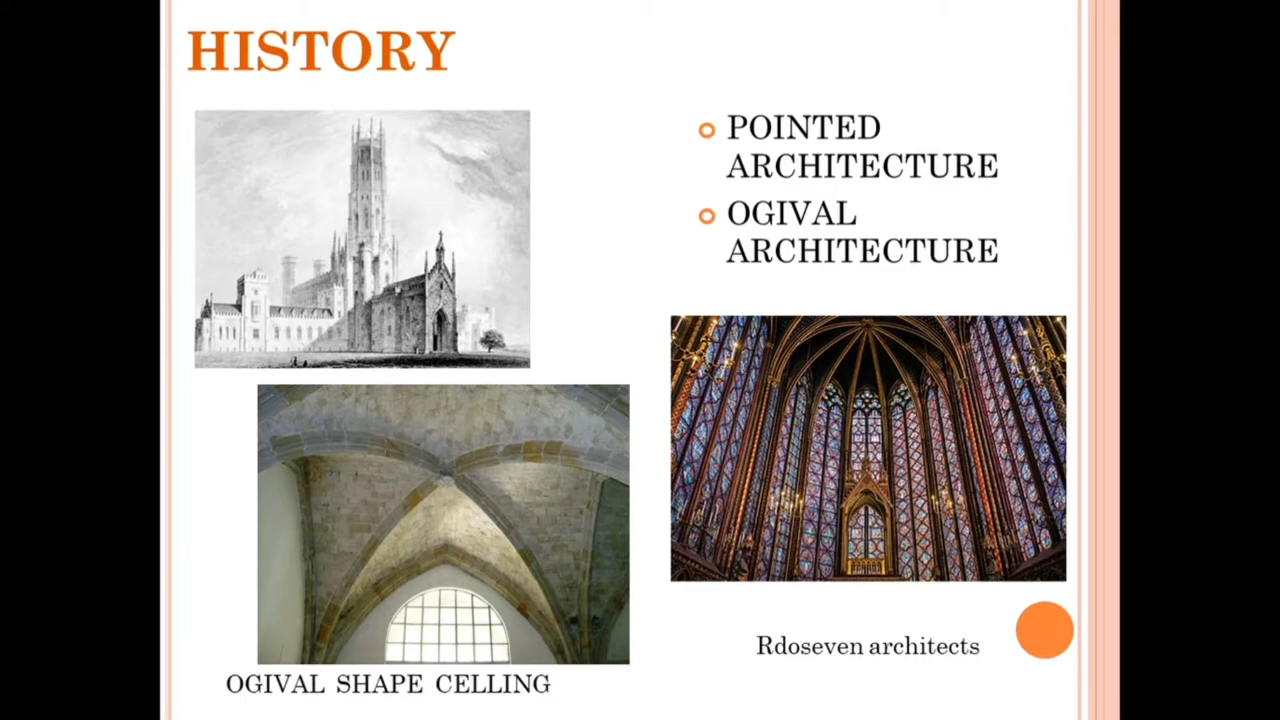 HISTORY
POINTED
ARCHITECTURE
OGIVAL
ARCHITECTURE
Rdoseven architects
OGIVAL SHAPE CELLING